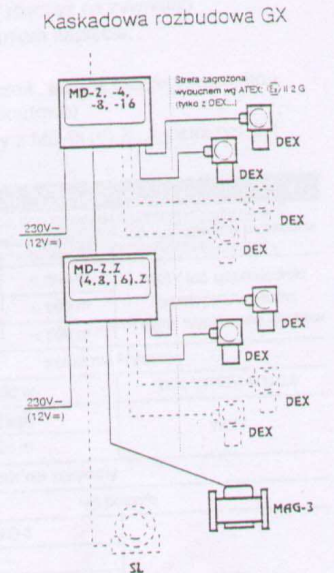 Kaskadowa rozbudowa GX
Strefa zagrożona
wybuchem wg ATEX: Ex II 2 G
(tylko z DEX...)
MD-2, -4,
-8, -16
DEX
DEX
DEX
DEX
230V~
(12V=)
MD-2.Z
(4,8,16).Z
DEX
DEX
DEX
DEX
230V~
(12V=)
MAG-3
SL